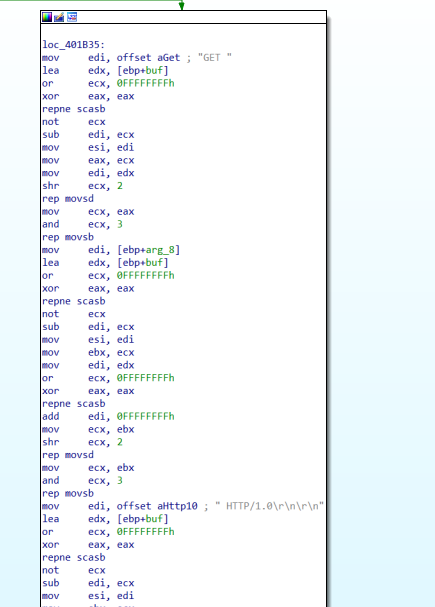 loc_401B35:
mov edi, offset aGet ; "GET "
lea edx, [ebp+buf]
or ecx, 0FFFFFFFFh
xor eax, eax
repne scasb
not ecx
sub edi, ecx
mov esi, edi
mov eax, ecx
mov edi, edx
shr ecx, 2
rep movsd
mov ecx, eax
and ecx, 3
rep movsb
mov edi, [ebp+arg_8]
lea edx, [ebp+buf]
or ecx, 0FFFFFFFFh
xor eax, eax
repne scasb
not ecx
sub edi, ecx
mov esi, edi
mov ebx, ecx
mov edi, edx
or ecx, 0FFFFFFFFh
xor eax, eax
repne scasb
add edi, 0FFFFFFFFh
mov ecx, ebx
shr ecx, 2
rep movsd
mov ecx, ebx
and ecx, 3
rep movsb
mov edi, offset aHttp10 ; " HTTP/1.0\r\n\r\n"
lea edx, [ebp+buf]
or ecx, 0FFFFFFFFh
xor eax, eax
repne scasb
not ecx
sub edi, ecx
mov esi, edi